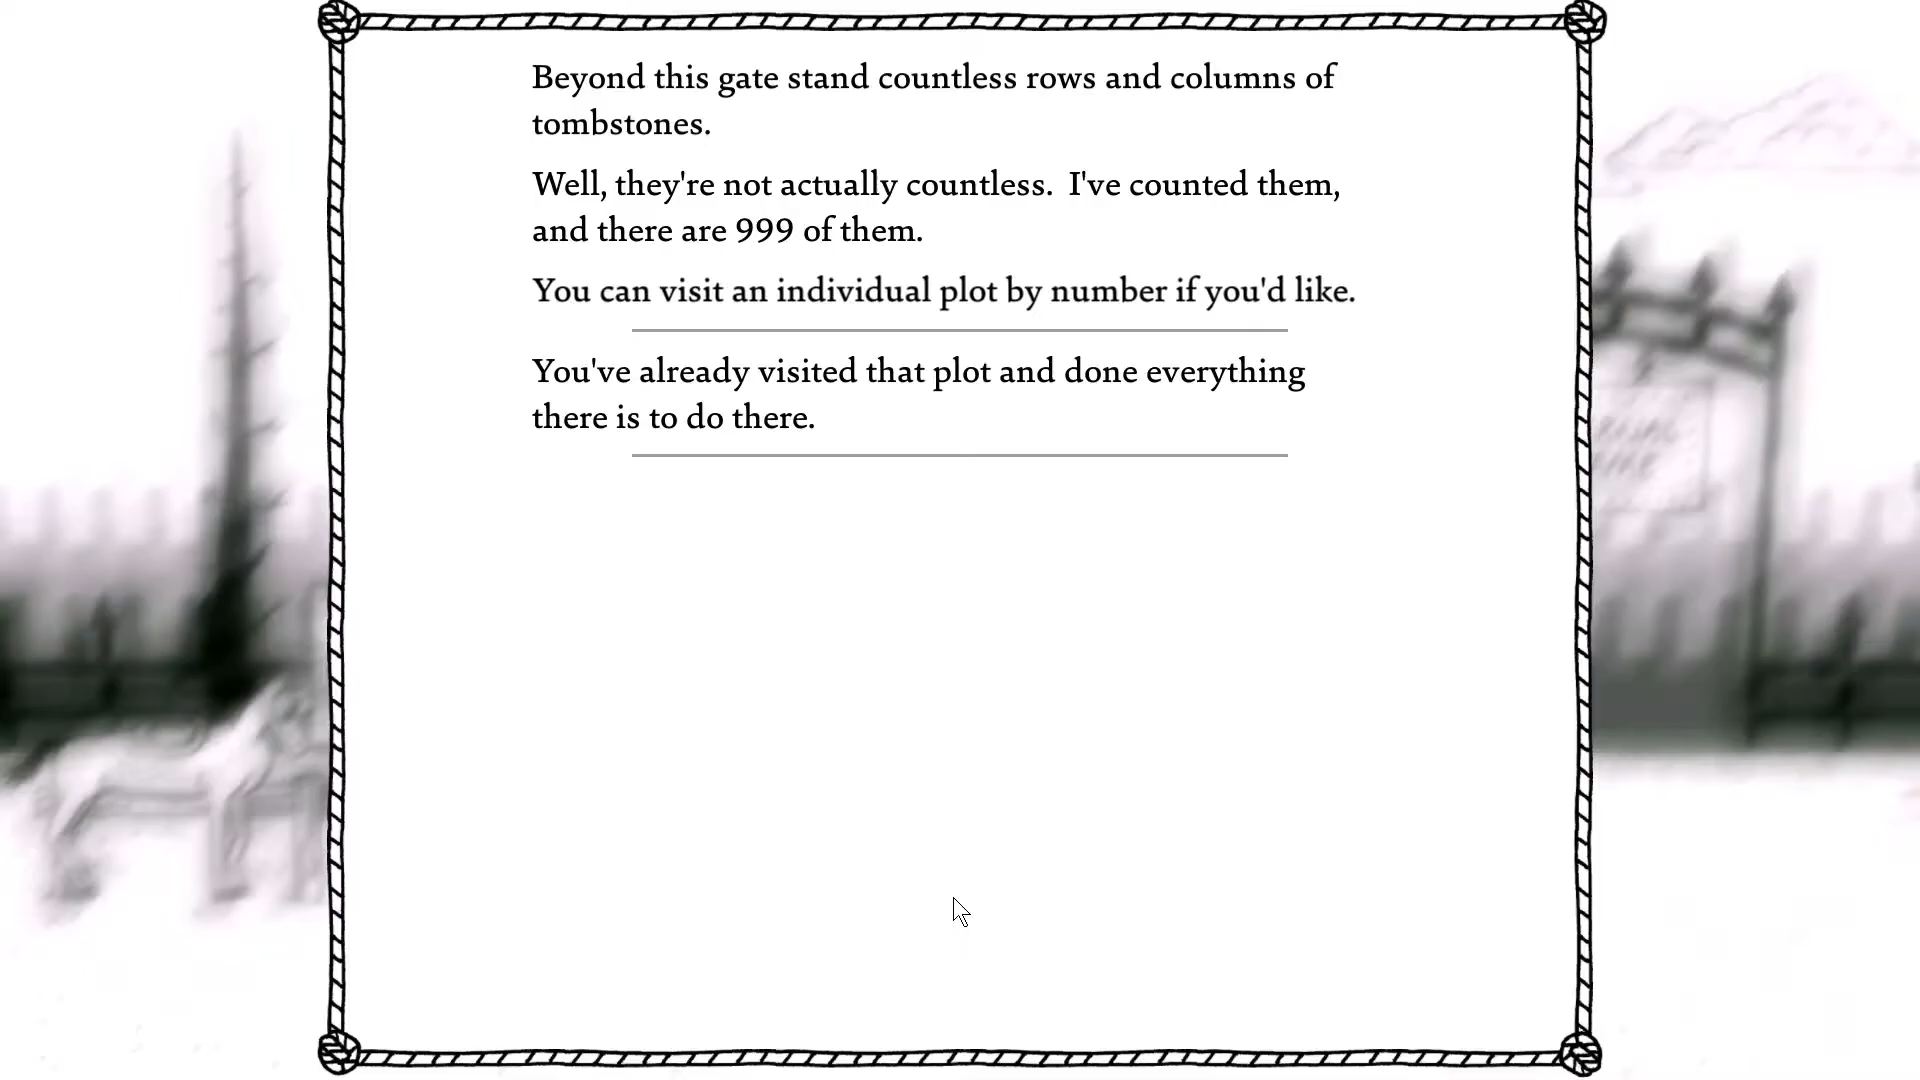 Beyond this gate stand countless rows and columns of
tombstones.
Well, they're not actually countless.  I've counted them,
and there are 999 of them.
You can visit an individual plot by number if you'd like.
You've already visited that plot and done everything
there is to do there.